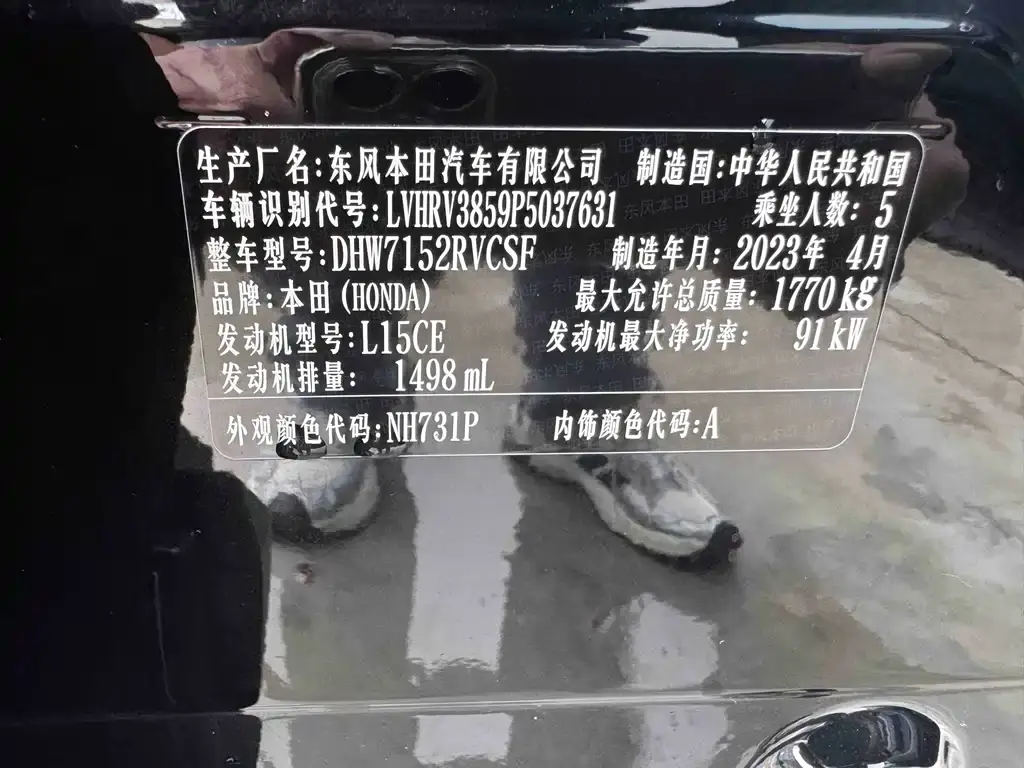 生产厂名:东风本田汽车有限公司 制造国:中华人民共和国
车辆识别代号:LVHRV3859P5037631 乘坐人数: 5
整车型号:DHW7152RVCSF 制造年月: 2023年 4月
品牌:本田(HONDA) 最大允许总质量: 1770kg
发动机型号:L15CE 发动机最大净功率: 91kW
发动机排量: 1498mL
外观颜色代码:NH731P 内饰颜色代码:A